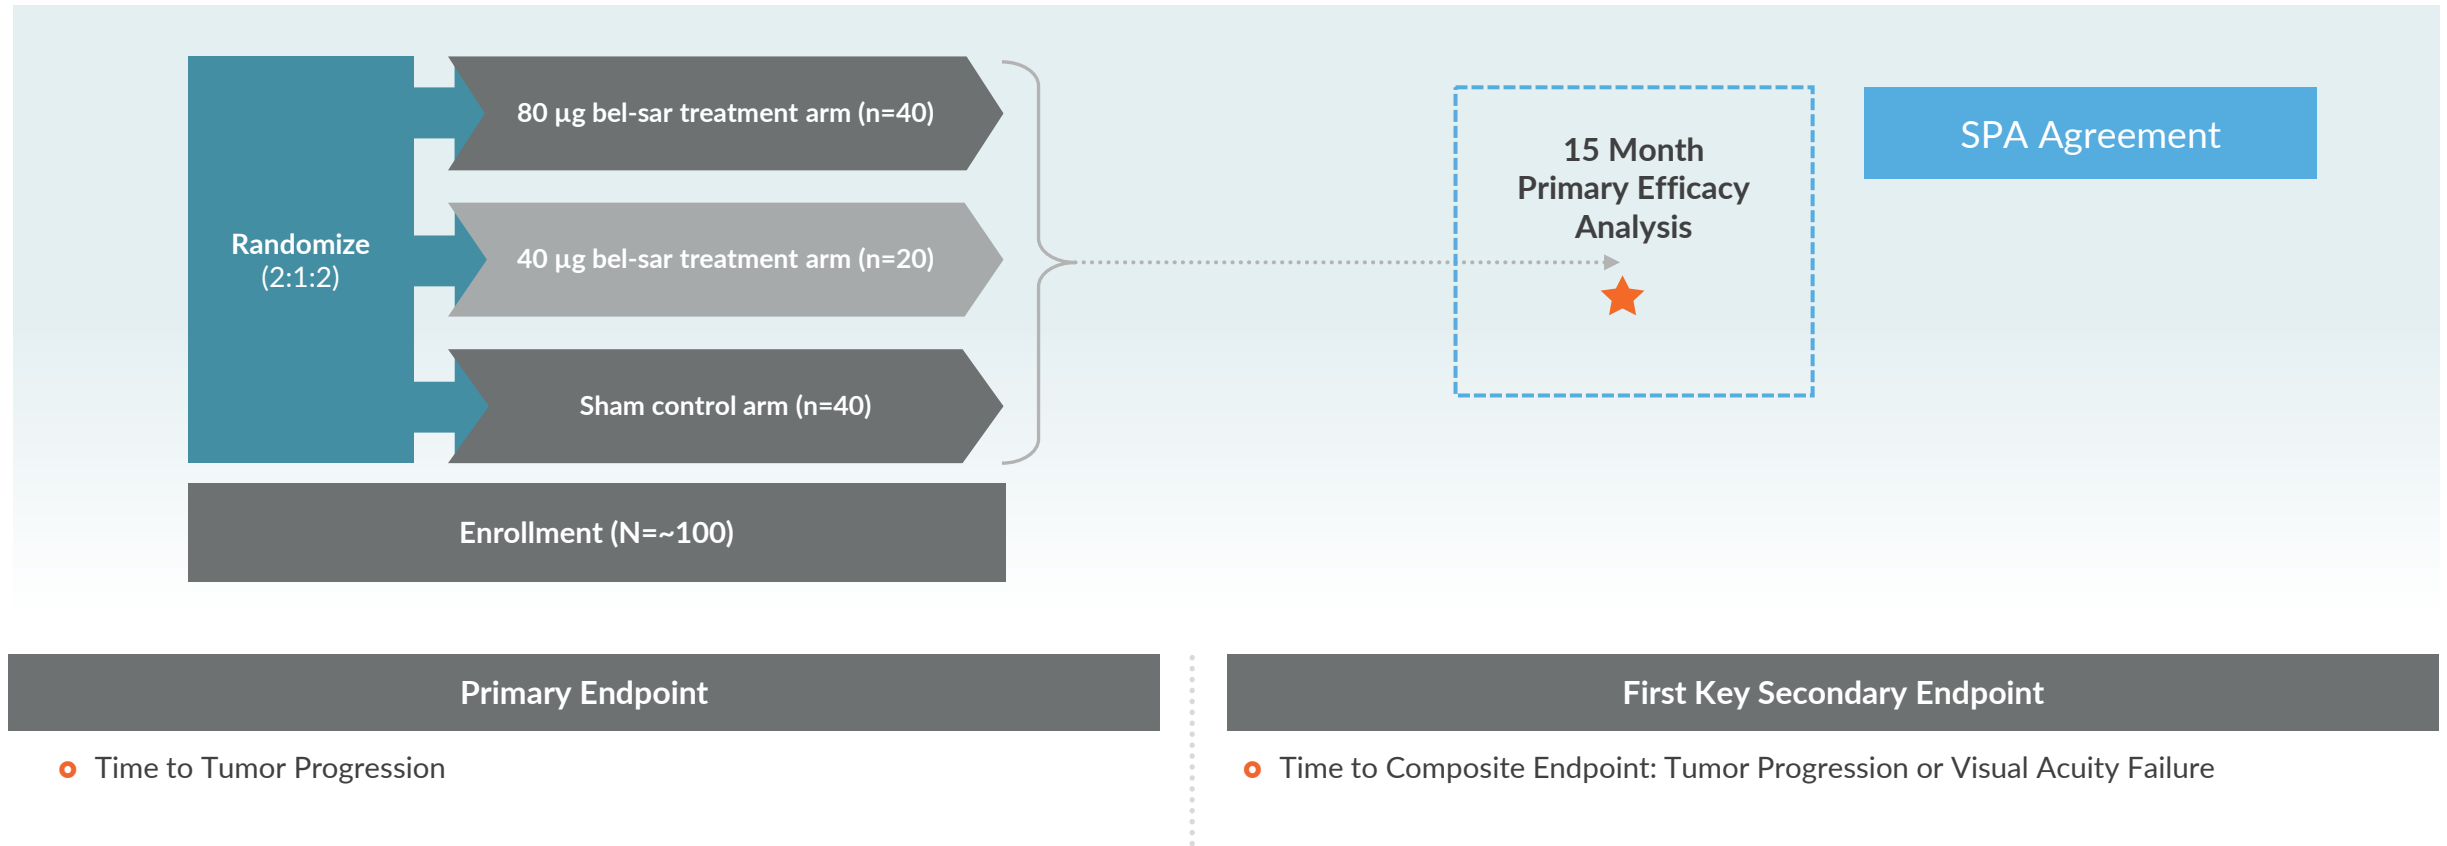 80 µg bel-sar treatment arm (n=40)
Randomize
(2:1:2)
40 µg bel-sar treatment arm (n=20)
Sham control arm (n=40)
Enrollment (N=~100)
15 Month
Primary Efficacy
Analysis
SPA Agreement
Primary Endpoint
Time to Tumor Progression
First Key Secondary Endpoint
Time to Composite Endpoint: Tumor Progression or Visual Acuity Failure